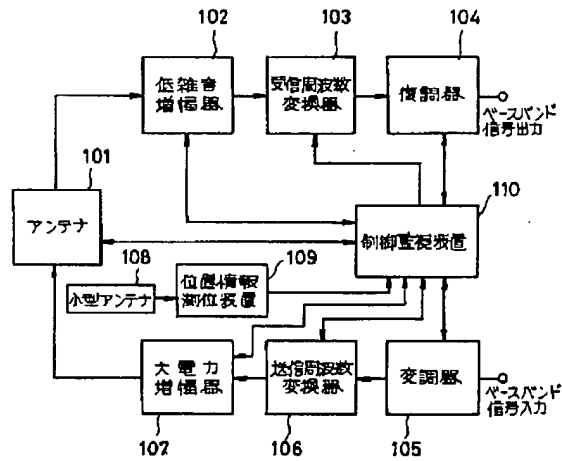 102
103
104
低雑音
増幅器
受信周波数
変換器
復調器
ベースバンド
信号出力
101
アンテナ
110
制御監視装置
108
小型アンテナ
109
位置情報
測位装置
大電力
増幅器
送信周波数
変換器
変調器
ベースバンド
信号入力
107
106
105